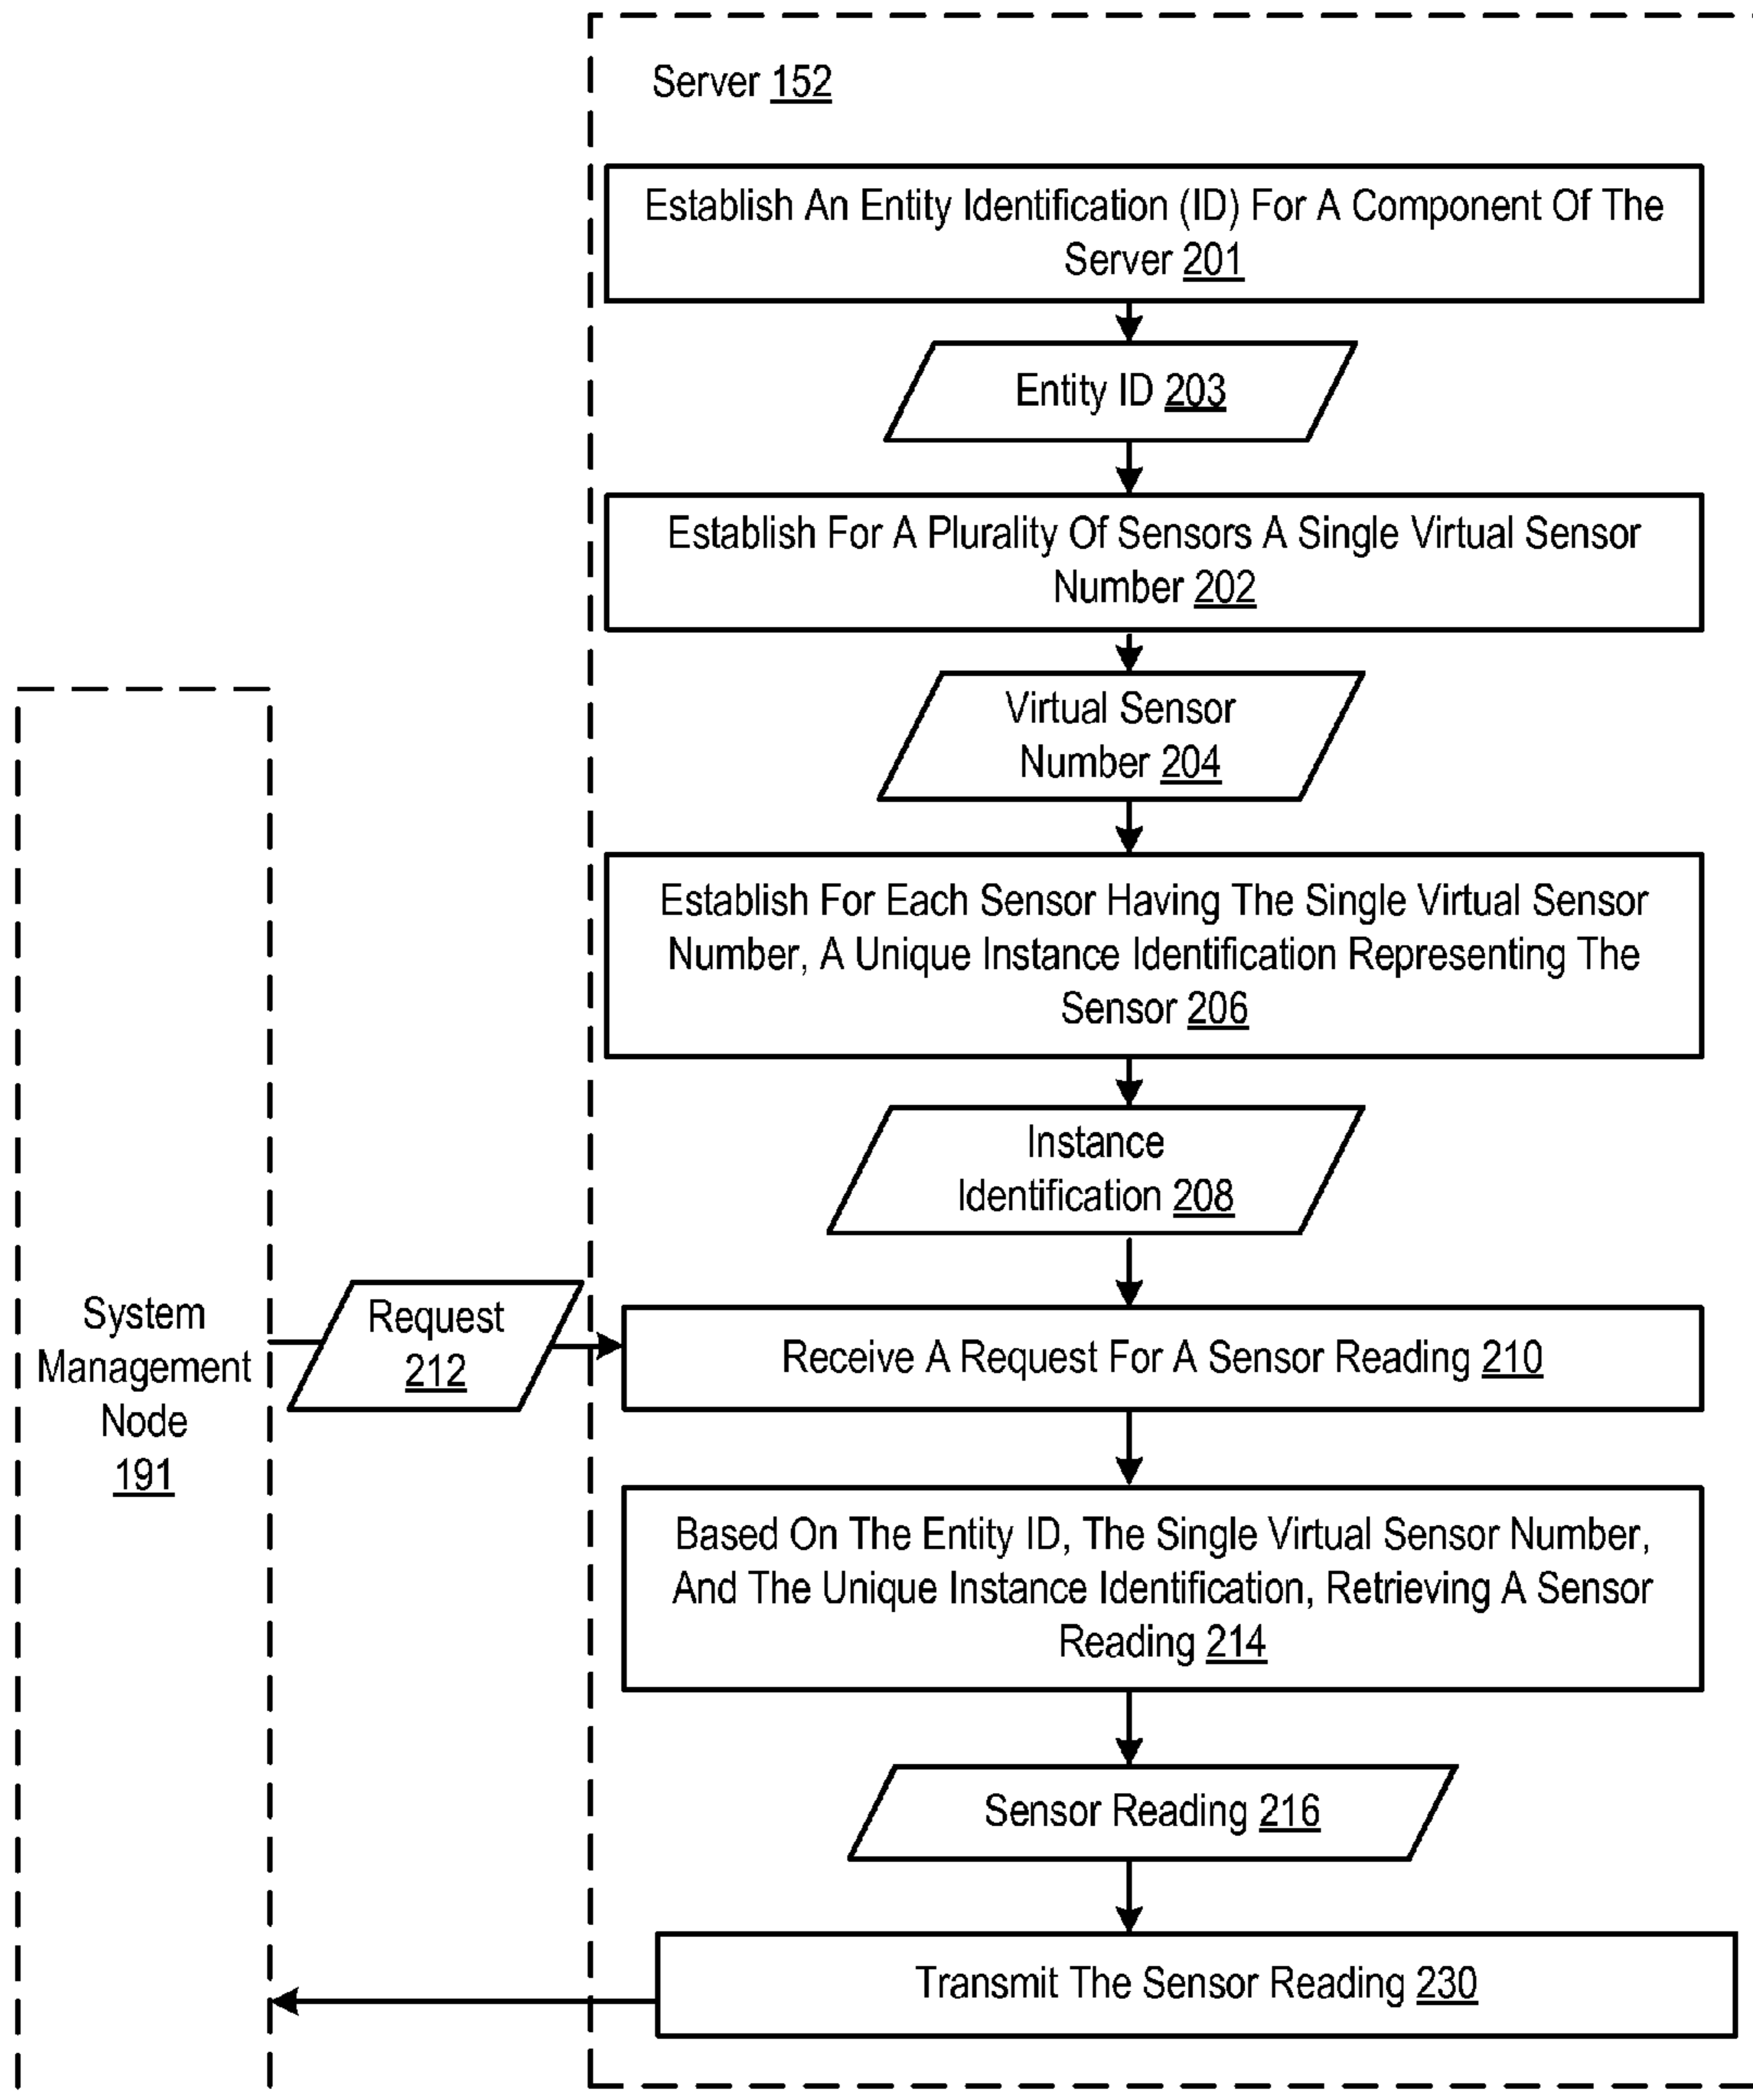 Server 152
Establish An Entity Identification (ID) For A Component Of The
Server 201
Entity ID 203
Establish For A Plurality Of Sensors A Single Virtual Sensor
Number 202
Virtual Sensor
Number 204
Establish For Each Sensor Having The Single Virtual Sensor
Number, A Unique Instance Identification Representing The
Sensor 206
Instance
Identification 208
System
Management
Node
191
Request
212
Receive A Request For A Sensor Reading 210
Based On The Entity ID, The Single Virtual Sensor Number,
And The Unique Instance Identification, Retrieving A Sensor
Reading 214
Sensor Reading 216
Transmit The Sensor Reading 230